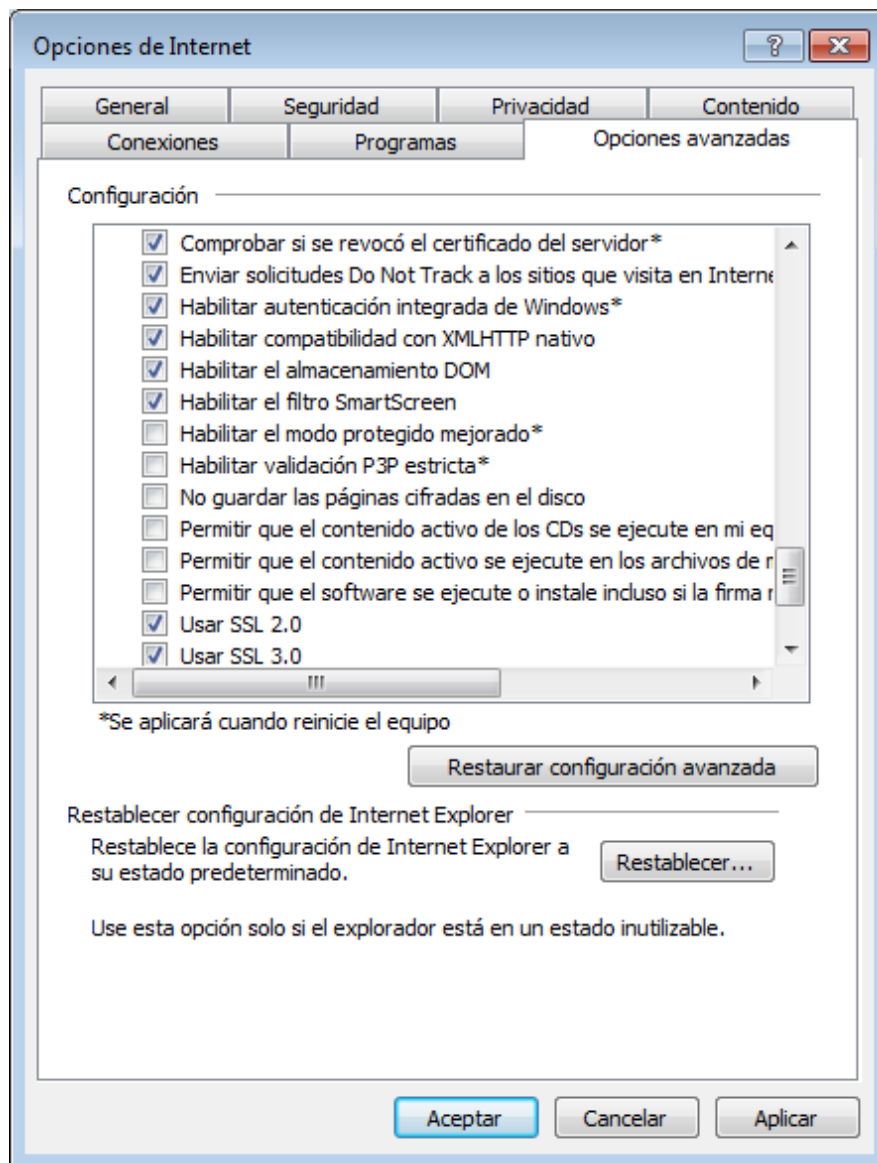 Opciones de Internet
General Seguridad Privacidad Contenido
Conexiones Programas Opciones avanzadas
Configuración
Comprobar si se revocó el certificado del servidor*
Enviar solicitudes Do Not Track a los sitios que visita en Interne
Habilitar autenticación integrada de Windows*
Habilitar compatibilidad con XMLHTTP nativo
Habilitar el almacenamiento DOM
Habilitar el filtro SmartScreen
Habilitar el modo protegido mejorado*
Habilitar validación P3P estricta*
No guardar las páginas cifradas en el disco
Permitir que el contenido activo de los CDs se ejecute en mi eq
Permitir que el contenido activo se ejecute en los archivos de
Permitir que el software se ejecute o instale incluso si la firma
Usar SSL 2.0
Usar SSL 3.0
*Se aplicará cuando reinicie el equipo
Restaurar configuración avanzada
Restablecer configuración de Internet Explorer
Restablece la configuración de Internet Explorer a
su estado predeterminado.
Restablecer...
Use esta opción solo si el explorador está en un estado inutilizable.
Aceptar Cancelar Aplicar